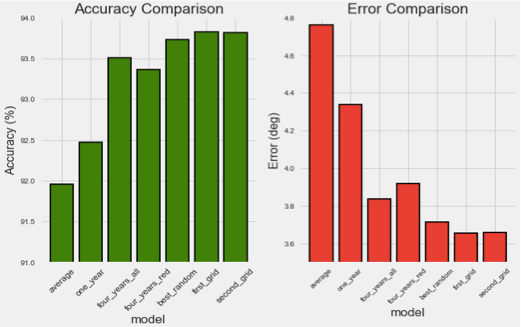 Accuracy Comparison
Accuracy (%)
94.0
93.5
93.0
92.5
92.0
91.5
91.0
average
one_year
four_years_all
four_years_red
best_random
first_grid
second_grid
model
Error Comparison
Error (deg)
4.8
4.6
4.4
4.2
4.0
3.8
3.6
average
one_year
four_years_all
four_years_red
best_random
first_grid
second_grid
model